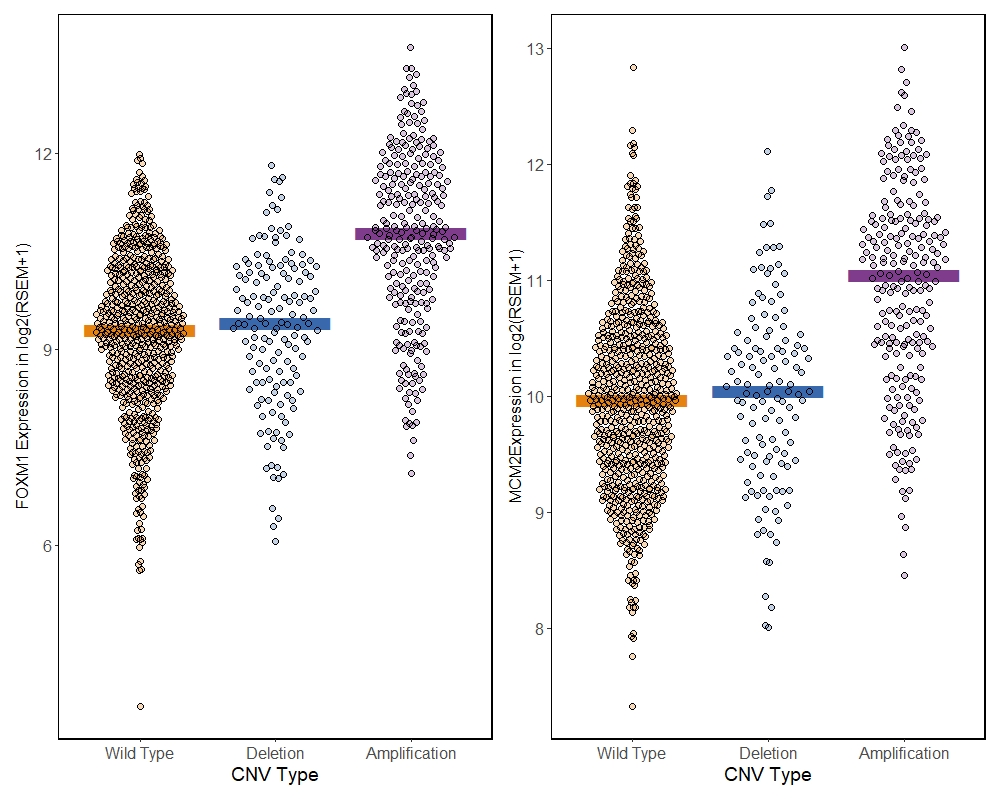 FOXM1 Expression in log2(RSEM+1)
12
9
6
Wild Type Deletion Amplification
CNV Type
MCM2Expression in log2(RSEM+1)
13
12
11
10
9
8
Wild Type Deletion Amplification
CNV Type